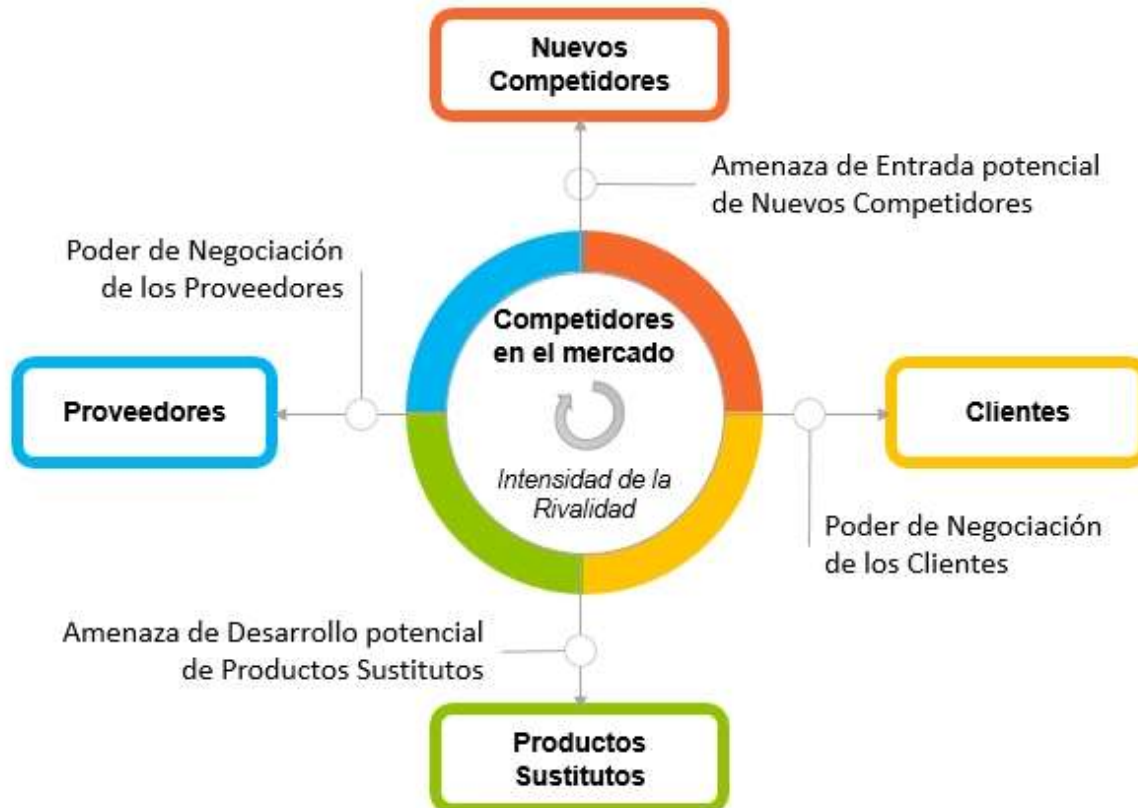 Nuevos
Competidores
Amenaza de Entrada potencial
de Nuevos Competidores
Poder de Negociación
de los Proveedores
Competidores
en el mercado
Proveedores
Clientes
Intensidad de la
Rivalidad
Poder de Negociación
de los Clientes
Amenaza de Desarrollo potencial
de Productos Sustitutos
Productos
Sustitutos